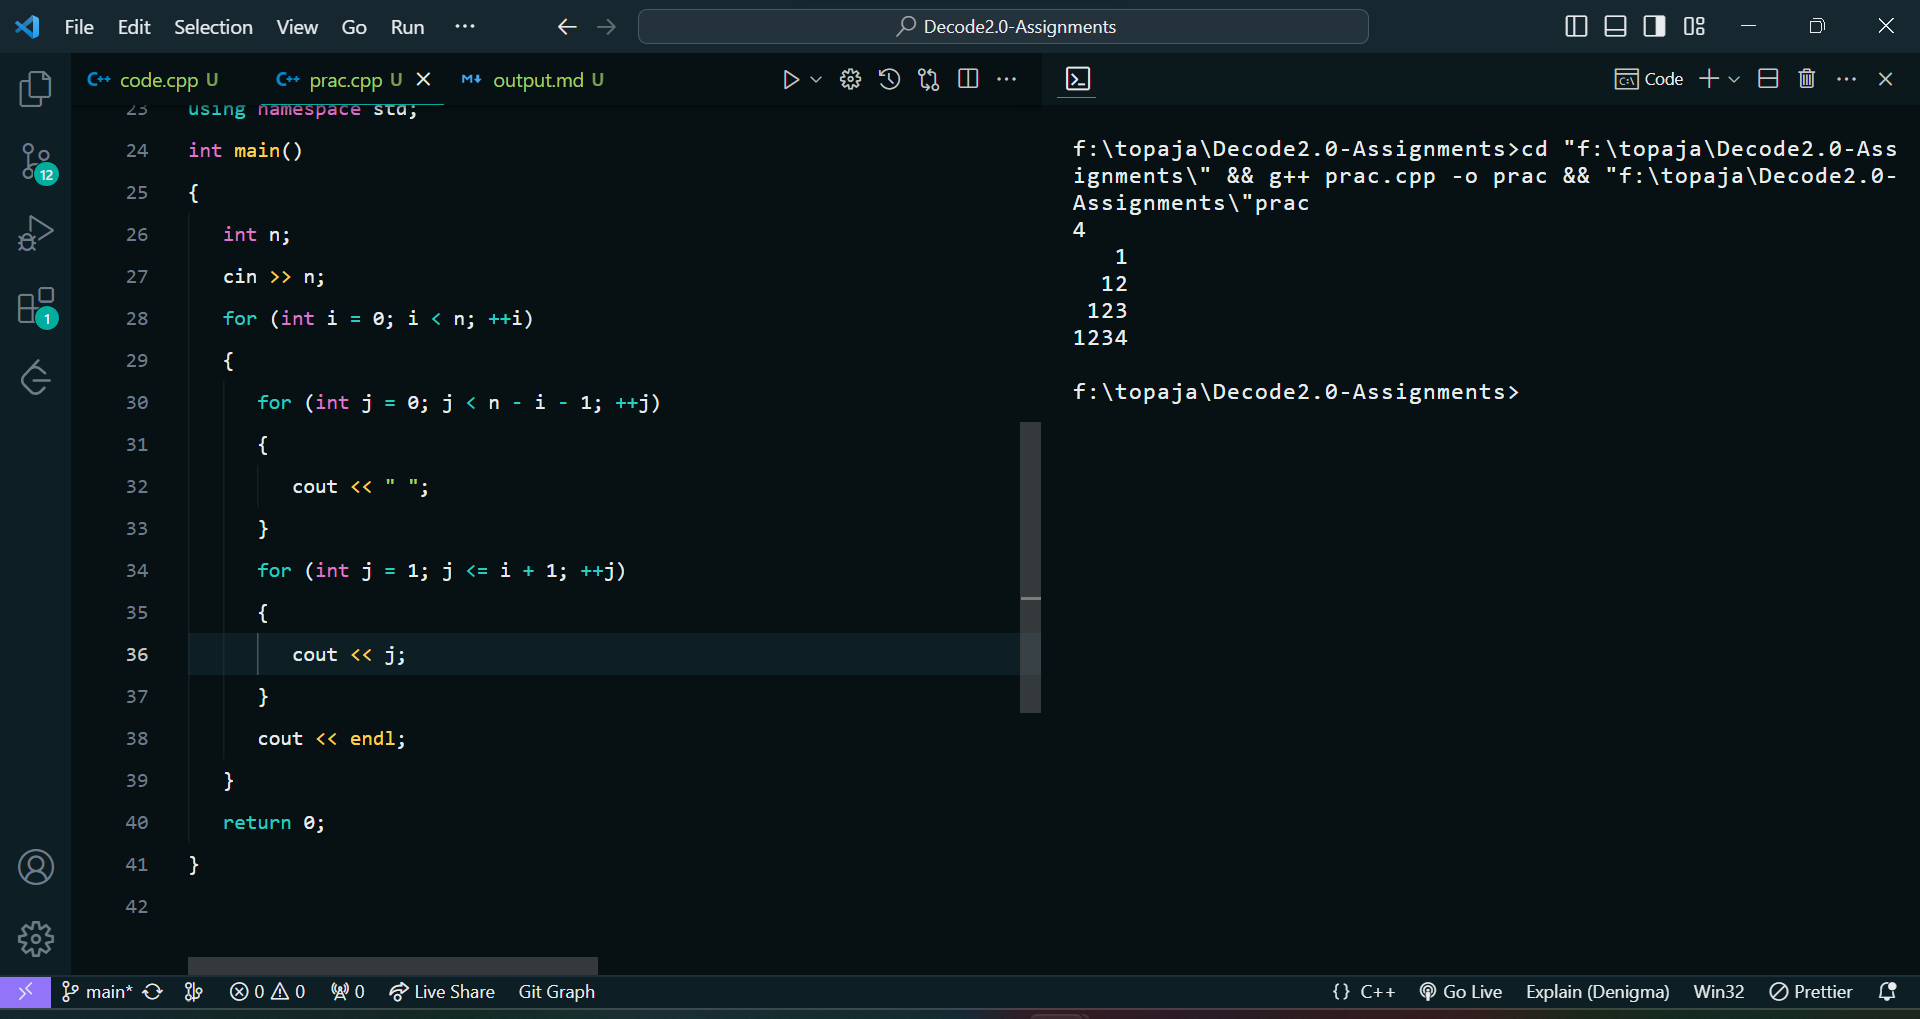 File Edit Selection View Go Run ··· Decode2.0-Assignments
C++ code.cpp U C++ prac.cpp U M↓ output.md U
Code
23 using namespace std;
24 int main()
25 {
26 int n;
27 cin >> n;
28 for (int i = 0; i < n; ++i)
29 {
30 for (int j = 0; j < n - i - 1; ++j)
31 {
32 cout << " ";
33 }
34 for (int j = 1; j <= i + 1; ++j)
35 {
36 cout << j;
37 }
38 cout << endl;
39 }
40 return 0;
41 }
42
f:\topaja\Decode2.0-Assignments>cd "f:\topaja\Decode2.0-Ass
ignments\" && g++ prac.cpp -o prac && "f:\topaja\Decode2.0-
Assignments\"prac
4
1
12
123
1234
f:\topaja\Decode2.0-Assignments>
12
1
main* 0 0 0 Live Share Git Graph {} C++ Go Live Explain (Denigma) Win32 Prettier